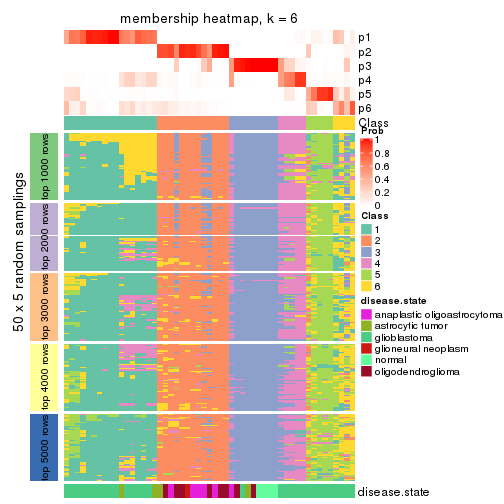 membership heatmap, k = 6
p1
p2
p3
p4
p5
p6
Class
Prob
1
0.8
0.6
0.4
0.2
0
Class
1
2
3
4
5
6
disease.state
anaplastic oligoastrocytoma
astrocytic tumor
glioblastoma
glioneural neoplasm
normal
oligodendroglioma
50 x 5 random samplings
top 1000 rows
top 2000 rows
top 3000 rows
top 4000 rows
top 5000 rows
disease.state